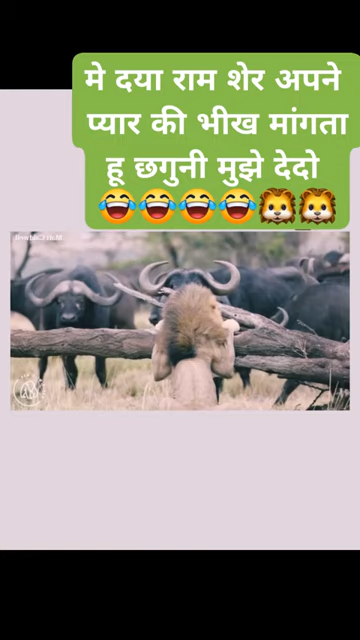 मे दया राम शेर अपने
प्यार की भीख मांगता
हू छगुनी मुझे देदो
😂😂😂😂🦁🦁